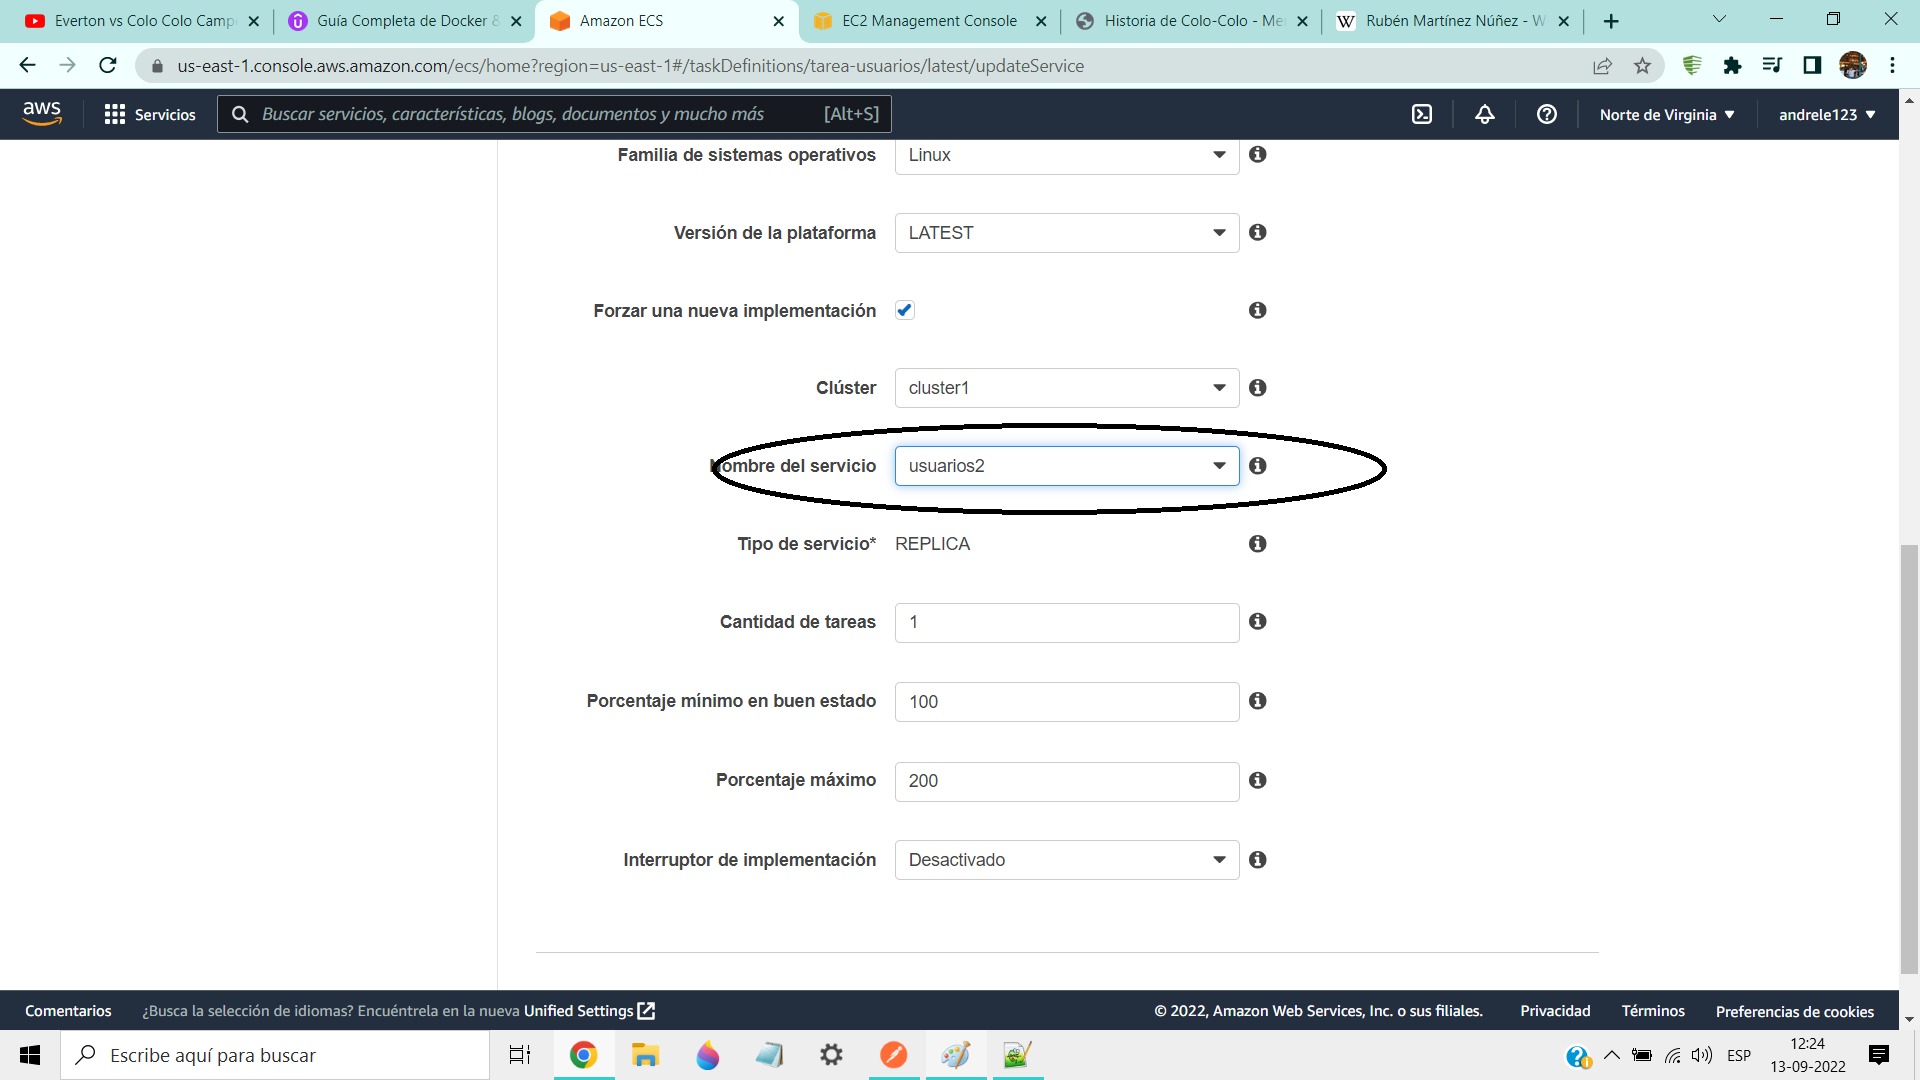 Everton vs Colo Colo Camp
Guía Completa de Docker &
Amazon ECS
EC2 Management Console
Historia de Colo-Colo - Me
Rubén Martínez Núñez - W
us-east-1.console.aws.amazon.com/ecs/home?region=us-east-1#/taskDefinitions/tarea-usuarios/latest/updateService
aws
Servicios
Buscar servicios, características, blogs, documentos y mucho más [Alt+S]
Norte de Virginia
andrele123
Familia de sistemas operativos Linux
Versión de la plataforma LATEST
Forzar una nueva implementación
Clúster cluster1
Nombre del servicio usuarios2
Tipo de servicio* REPLICA
Cantidad de tareas 1
Porcentaje mínimo en buen estado 100
Porcentaje máximo 200
Interruptor de implementación Desactivado
Comentarios
¿Busca la selección de idiomas? Encuéntrela en la nueva Unified Settings
© 2022, Amazon Web Services, Inc. o sus filiales.
Privacidad
Términos
Preferencias de cookies
Escribe aquí para buscar
ESP
12:24
13-09-2022